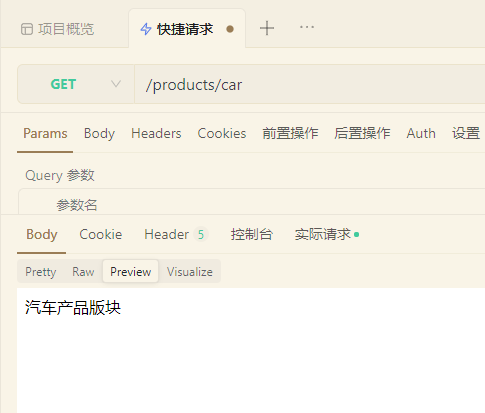 项目概览 快捷请求
GET /products/car
Params Body Headers Cookies 前置操作 后置操作 Auth 设置
Query 参数
参数名
Body Cookie Header 5 控制台 实际请求
Pretty Raw Preview Visualize
汽车产品版块